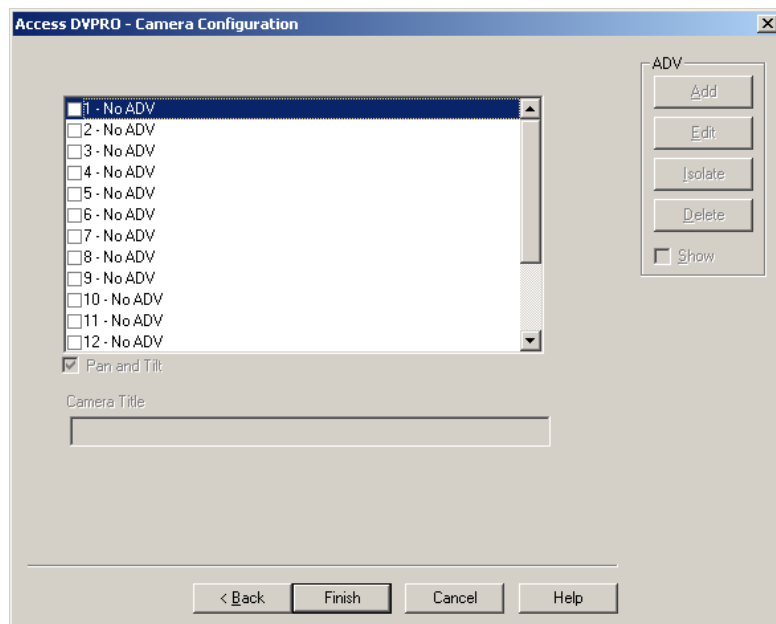 Access DVPRO - Camera Configuration
1 - No ADV
2 - No ADV
3 - No ADV
4 - No ADV
5 - No ADV
6 - No ADV
7 - No ADV
8 - No ADV
9 - No ADV
10 - No ADV
11 - No ADV
12 - No ADV
Pan and Tilt
Camera Title
ADV
Add
Edit
Isolate
Delete
Show
< Back
Finish
Cancel
Help